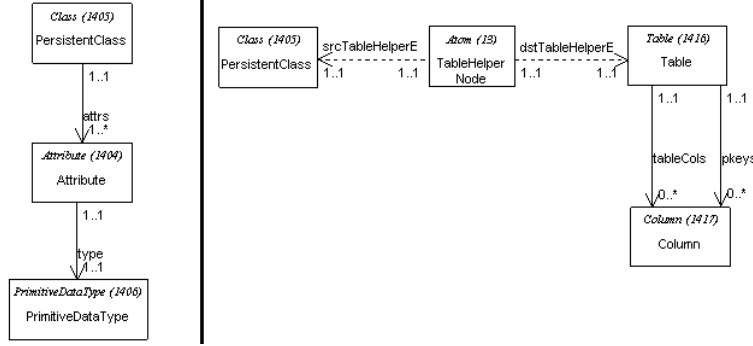 Class (1405)
PersistentClass
1..1
attrs
1..*
Attribute (1404)
Attribute
1..1
type
1..1
PrimitiveDataType (1406)
PrimitiveDataType
Class (1405)
PersistentClass
srcTableHelperE
1..1
1..1
Atom (13)
TableHelper
Node
dstTableHelperE
1..1
1..1
Table (1416)
Table
1..1
1..1
tableCols
pkeys
0..*
0..*
Column (1417)
Column